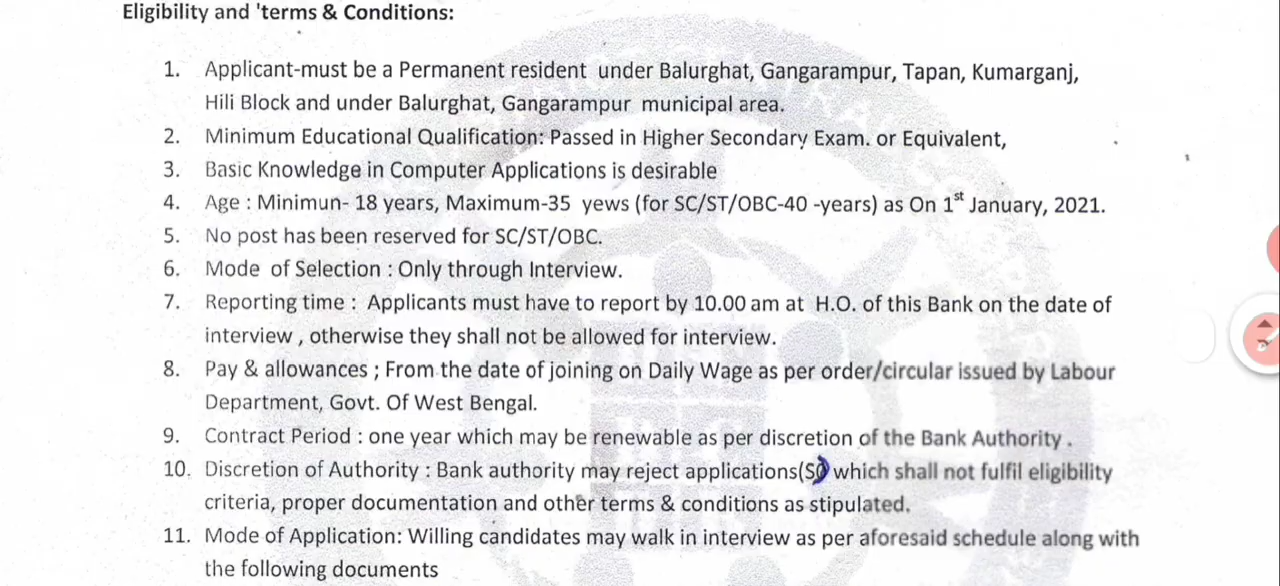 Eligibility and 'terms & Conditions:
1. Applicant-must be a Permanent resident under Balurghat, Gangarampur, Tapan, Kumarganj,
Hili Block and under Balurghat, Gangarampur municipal area.
2. Minimum Educational Qualification: Passed in Higher Secondary Exam. or Equivalent,
3. Basic Knowledge in Computer Applications is desirable
4. Age : Minimun- 18 years, Maximum-35 yews (for SC/ST/OBC-40 -years) as On 1st January, 2021.
5. No post has been reserved for SC/ST/OBC.
6. Mode of Selection : Only through Interview.
7. Reporting time : Applicants must have to report by 10.00 am at H.O. of this Bank on the date of
interview , otherwise they shall not be allowed for interview.
8. Pay & allowances ; From the date of joining on Daily Wage as per order/circular issued by Labour
Department, Govt. Of West Bengal.
9. Contract Period : one year which may be renewable as per discretion of the Bank Authority .
10. Discretion of Authority : Bank authority may reject applications(S) which shall not fulfil eligibility
criteria, proper documentation and other terms & conditions as stipulated.
11. Mode of Application: Willing candidates may walk in interview as per aforesaid schedule along with
the following documents